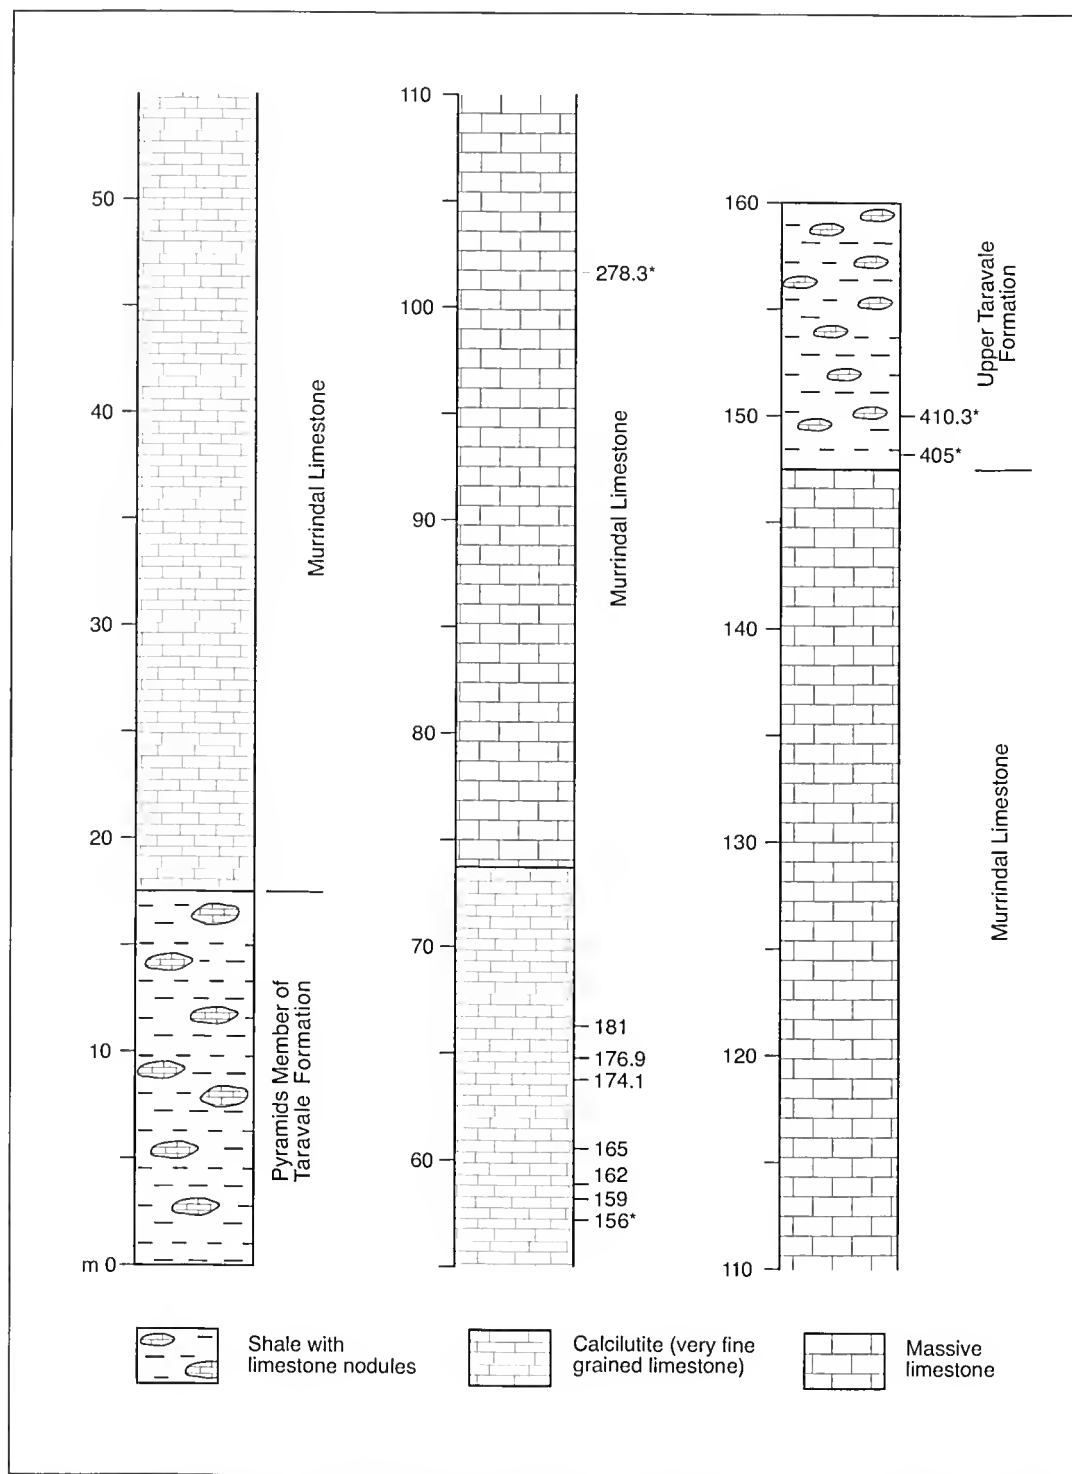 50
40
30
20
10
m 0
Murrindal Limestone
Pyramids Member of
Taravale Formation
110
100
90
80
70
60
278.3*
181
176.9
174.1
165
162
159
156*
Murrindal Limestone
160
150
140
130
120
110
410.3*
405*
Upper Taravale
Formation
Murrindal Limestone
Shale with
limestone nodules
Calcilutite (very fine
grained limestone)
Massive
limestone